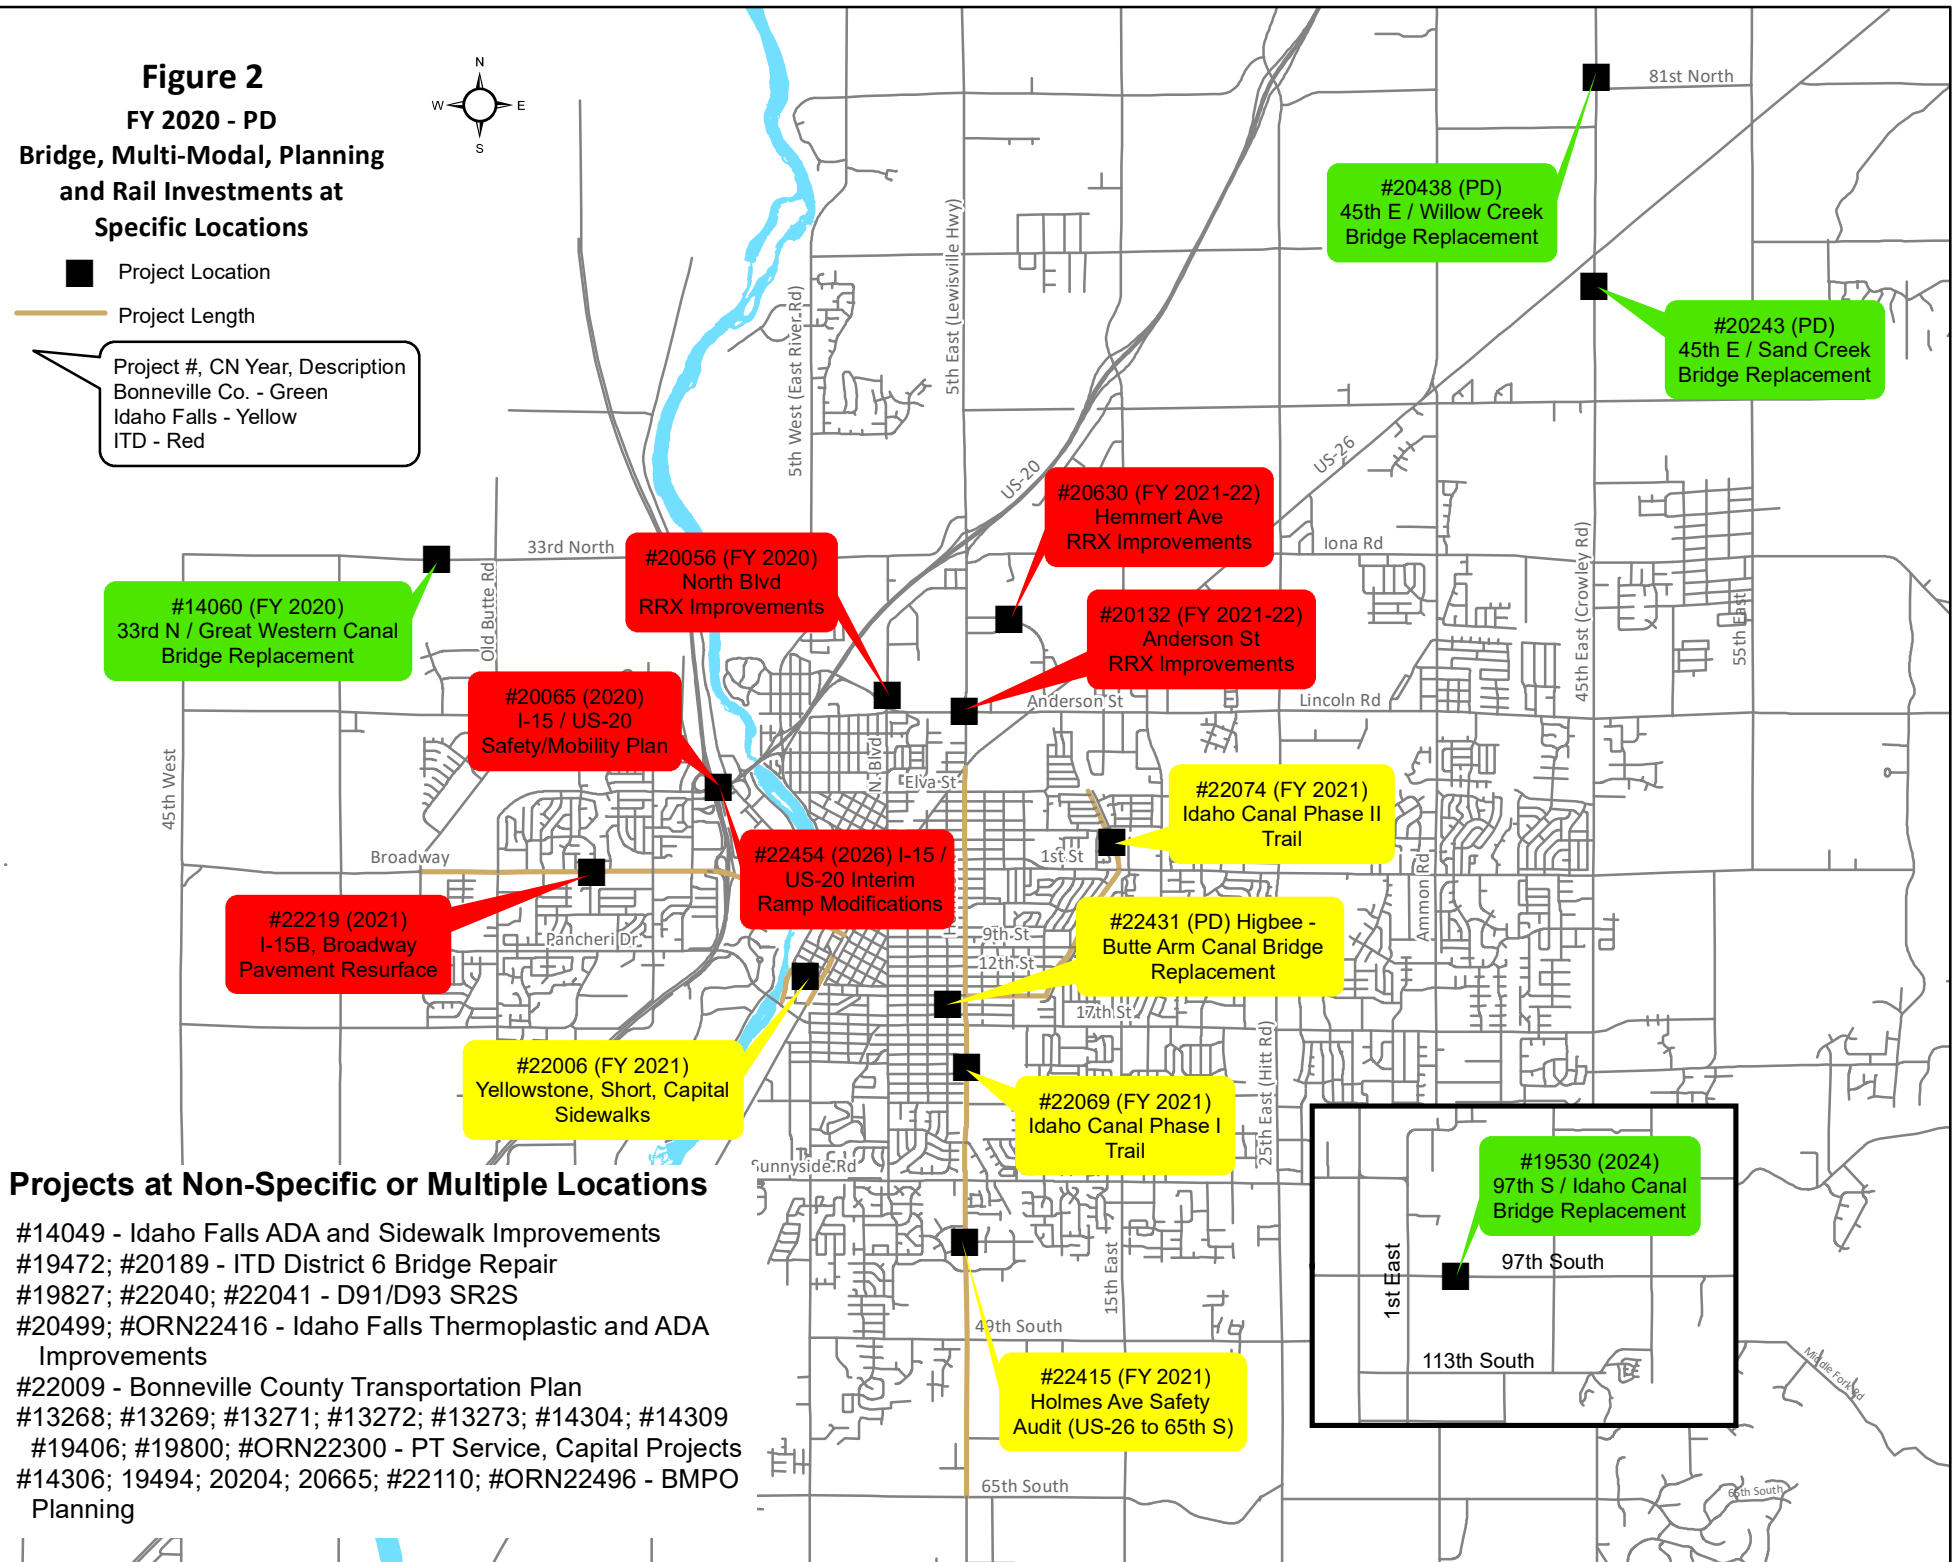 Figure 2
FY 2020 - PD
Bridge, Multi-Modal, Planning
and Rail Investments at
Specific Locations
N
W
E
S
Project Location
Project Length
Project #, CN Year, Description
Bonneville Co. - Green
Idaho Falls - Yellow
ITD - Red
81st North
#20438 (PD)
45th E / Willow Creek
Bridge Replacement
#20243 (PD)
45th E / Sand Creek
Bridge Replacement
5th West (East River Rd)
5th East (Lewisville Hwy)
US-20
US-26
#20630 (FY 2021-22)
Hemmert Ave
RRX Improvements
33rd North
Iona Rd
#20056 (FY 2020)
North Blvd
RRX Improvements
Old Butte Rd
45th East (Crowley Rd)
55th East
#14060 (FY 2020)
33rd N / Great Western Canal
Bridge Replacement
#20132 (FY 2021-22)
Anderson St
RRX Improvements
#20065 (2020)
I-15 / US-20
Safety/Mobility Plan
Anderson St
Lincoln Rd
45th West
N. Blvd
Elva St
#22074 (FY 2021)
Idaho Canal Phase II
Trail
Broadway
1st St
#22454 (2026) I-15 /
US-20 Interim
Ramp Modifications
Ammon Rd
#22219 (2021)
I-15B, Broadway
Pavement Resurface
Pancheri Dr
9th St
12th St
#22431 (PD) Higbee -
Butte Arm Canal Bridge
Replacement
17th St
#22006 (FY 2021)
Yellowstone, Short, Capital
Sidewalks
25th East (Hitt Rd)
#22069 (FY 2021)
Idaho Canal Phase I
Trail
Sunnyside Rd
#19530 (2024)
97th S / Idaho Canal
Bridge Replacement
1st East
97th South
113th South
15th East
49th South
#22415 (FY 2021)
Holmes Ave Safety
Audit (US-26 to 65th S)
Middle Fork Rd
65th South
65th South
Projects at Non-Specific or Multiple Locations
#14049 - Idaho Falls ADA and Sidewalk Improvements
#19472; #20189 - ITD District 6 Bridge Repair
#19827; #22040; #22041 - D91/D93 SR2S
#20499; #ORN22416 - Idaho Falls Thermoplastic and ADA
Improvements
#22009 - Bonneville County Transportation Plan
#13268; #13269; #13271; #13272; #13273; #14304; #14309
#19406; #19800; #ORN22300 - PT Service, Capital Projects
#14306; 19494; 20204; 20665; #22110; #ORN22496 - BMPO
Planning